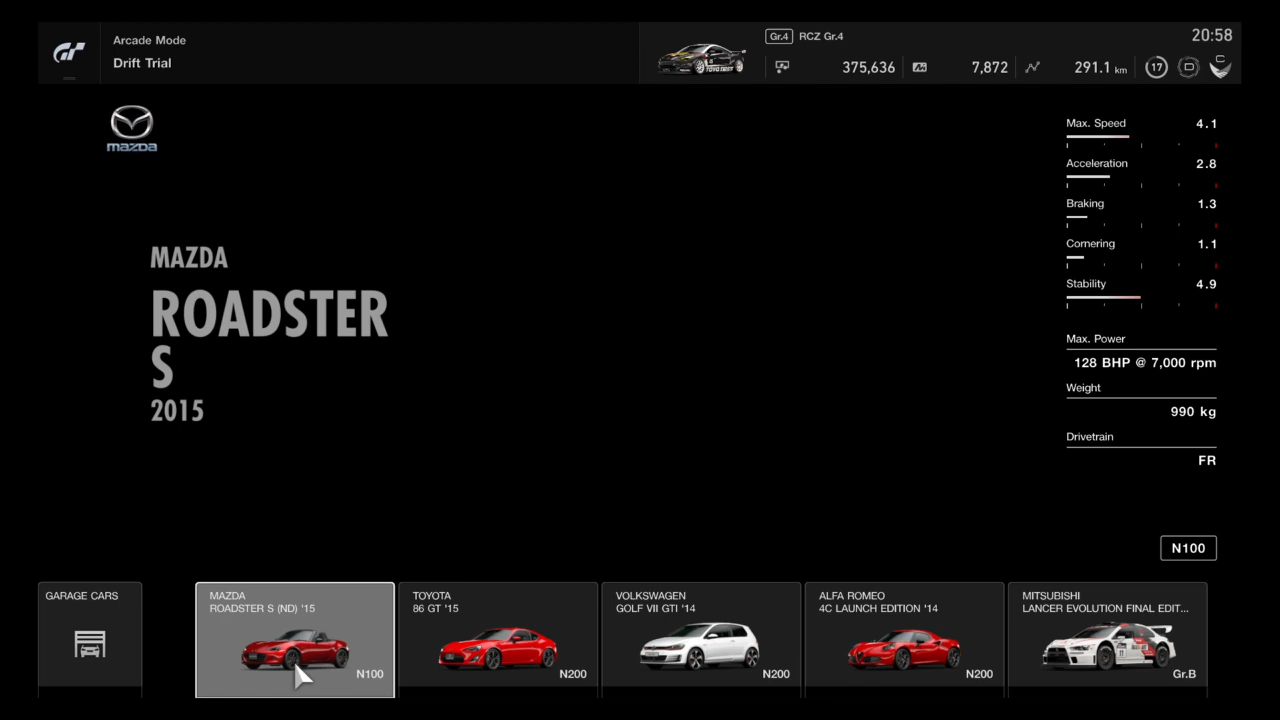 Arcade Mode
Drift Trial
Gr.4 RCZ Gr.4
20:58
375,636
7,872
291.1 km
17
D
C
mazda
MAZDA
ROADSTER
S
2015
Max. Speed 4.1
Acceleration 2.8
Braking 1.3
Cornering 1.1
Stability 4.9
Max. Power
128 BHP @ 7,000 rpm
Weight
990 kg
Drivetrain
FR
N100
GARAGE CARS
MAZDA
ROADSTER S (ND) '15
N100
TOYOTA
86 GT '15
N200
VOLKSWAGEN
GOLF VII GTI '14
N200
ALFA ROMEO
4C LAUNCH EDITION '14
N200
MITSUBISHI
LANCER EVOLUTION FINAL EDIT...
Gr.B